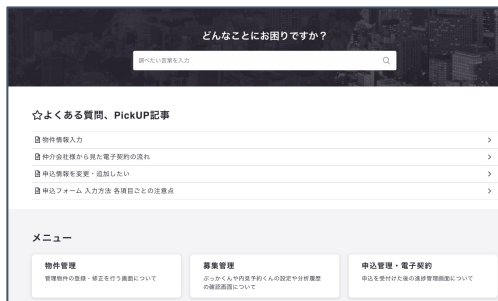 どんなことにお困りですか？
調べたい言葉を入力
☆よくある質問、PickUP記事
物件情報入力
仲介会社様から見た電子契約の流れ
申込情報を変更・追加したい
申込フォーム 入力方法 各項目ごとの注意点
メニュー
物件管理
管理物件の登録・修正を行う画面について
募集管理
ぶっかくんや内見予約くんの設定や分析履歴
の確認画面について
申込管理・電子契約
申込を受付けた後の進捗管理画面について